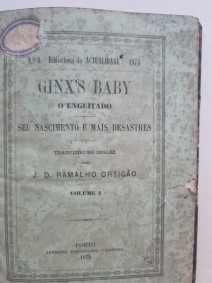 N.º 8 Bibliotheca da ACTUALIDADE 1874
GINX'S BABY
O ENGEITADO
SEU NASCIMENTO E MAIS DESASTRES
TRADUZIDO DO INGLEZ
POR
J. D. RAMALHO ORTIGÃO
VOLUME I
PORTO
1874